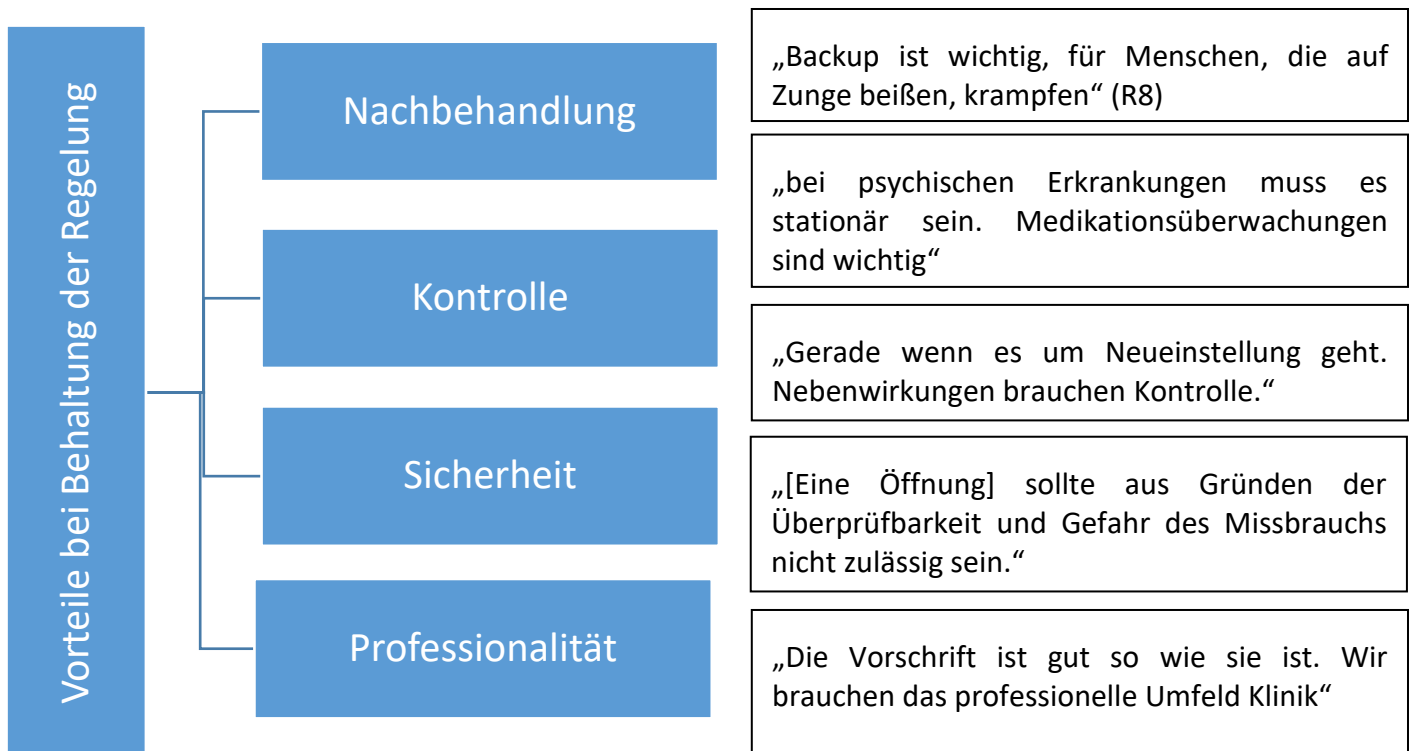 Vorteile bei Behaltung der Regelung
Nachbehandlung
Kontrolle
Sicherheit
Professionalität
„Backup ist wichtig, für Menschen, die auf
Zunge beißen, krampfen“ (R8)
„bei psychischen Erkrankungen muss es
stationär sein. Medikationsüberwachungen
sind wichtig“
„Gerade wenn es um Neueinstellung geht.
Nebenwirkungen brauchen Kontrolle.“
„[Eine Öffnung] sollte aus Gründen der
Überprüfbarkeit und Gefahr des Missbrauchs
nicht zulässig sein.“
„Die Vorschrift ist gut so wie sie ist. Wir
brauchen das professionelle Umfeld Klinik“